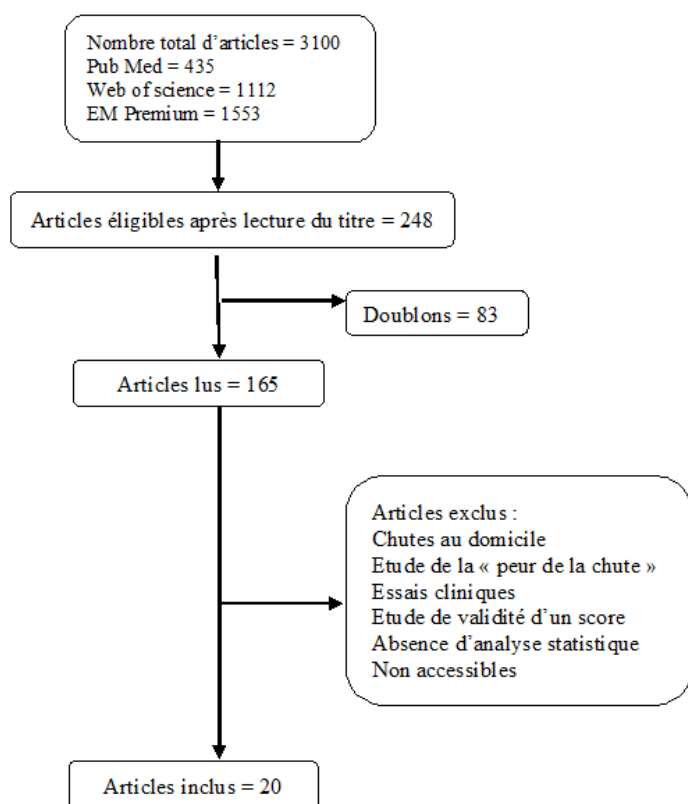 Nombre total d'articles = 3100
Pub Med = 435
Web of science = 1112
EM Premium = 1553
Articles éligibles après lecture du titre = 248
Doublons = 83
Articles lus = 165
Articles exclus :
Chutes au domicile
Etude de la « peur de la chute »
Essais cliniques
Etude de validité d'un score
Absence d'analyse statistique
Non accessibles
Articles inclus = 20